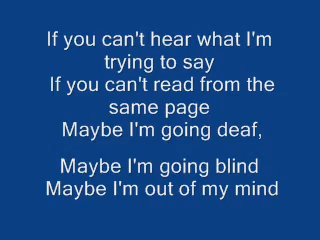 If you can't hear what I'm
trying to say
If you can't read from the
same page
Maybe I'm going deaf,
Maybe I'm going blind
Maybe I'm out of my mind